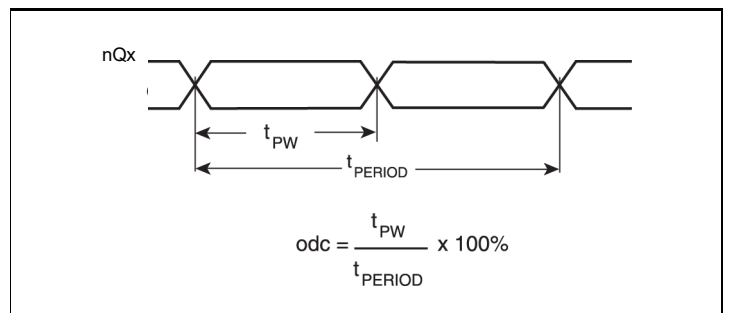 nQx
tPW
tPERIOD
odc = tPW / tPERIOD x 100%